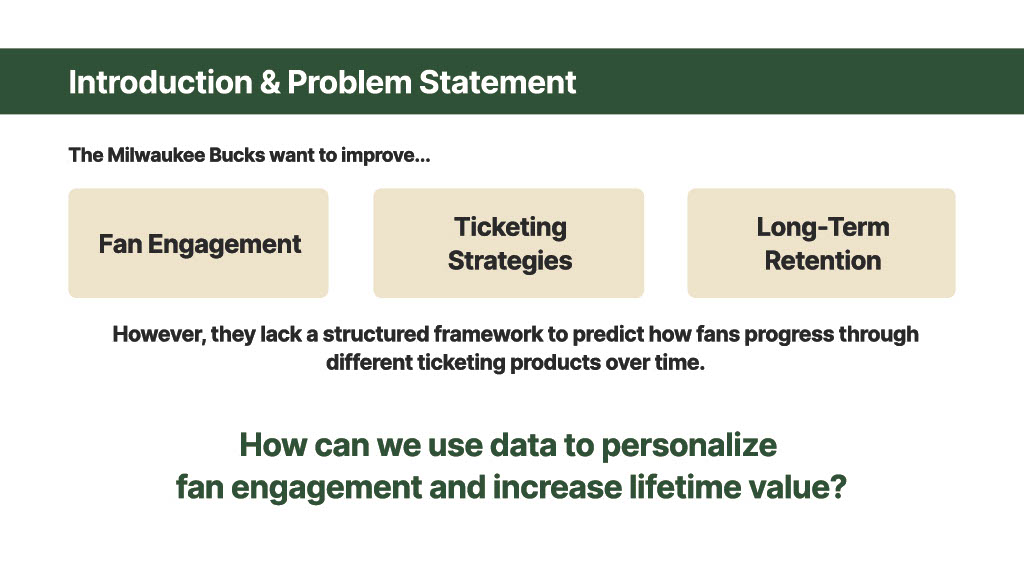 Introduction & Problem Statement
The Milwaukee Bucks want to improve...
Fan Engagement
Ticketing
Strategies
Long-Term
Retention
However, they lack a structured framework to predict how fans progress through
different ticketing products over time.
How can we use data to personalize
fan engagement and increase lifetime value?